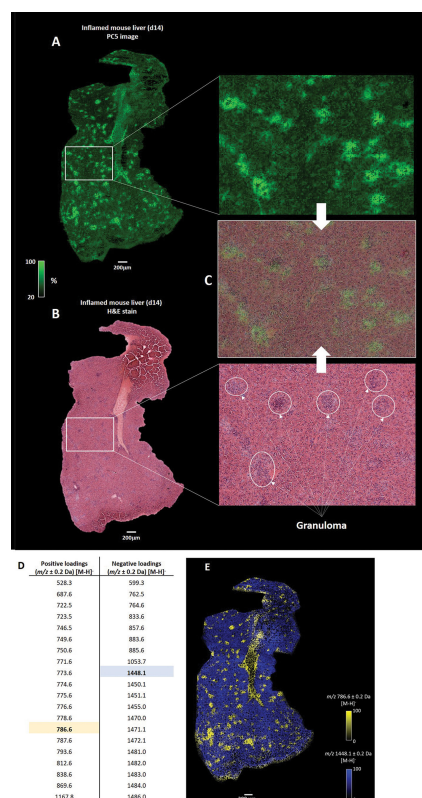 Inflamed mouse liver (d14)
PC5 image
A
100
%
20
200µm
C
Inflamed mouse liver (d14)
H&E stain
B
200µm
Granuloma
D
Positive loadings Negative loadings
(m/z ± 0.2 Da) [M-H]- (m/z ± 0.2 Da) [M-H]-
528.3 599.3
687.6 762.5
722.5 764.6
723.5 833.6
746.5 857.6
749.6 883.6
750.6 885.6
771.6 1053.7
773.6 1448.1
774.6 1450.1
775.6 1451.1
776.6 1455.0
778.6 1470.0
786.6 1471.1
787.6 1472.1
793.6 1481.0
812.6 1482.0
838.6 1483.0
869.6 1484.0
1167.8 1486.0
E
m/z 786.6 ± 0.2 Da
[M-H]-
100
0
m/z 1448.1 ± 0.2 Da
[M-H]-
100
0